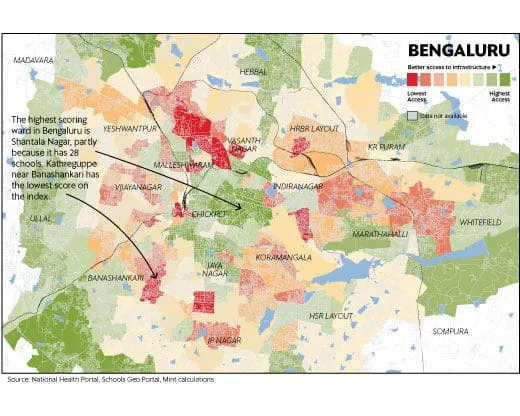 BENGALURU
Better access to infrastructure
Lowest
Access
Highest
Access
Data not available
MADAVARA
HEBBAL
The highest scoring
ward in Bengaluru is
Shantala Nagar, partly
because it has 28
schools. Kathreguppe
near Banashankari has
the lowest score on
the index.
YESHWANTPUR
HRBR LAYOUT
VASANTH
NAGAR
KR PURAM
MALLESHWARAM
VIJAYANAGAR
INDIRANAGAR
ULLAL
CHICKPET
WHITEFIELD
MARATHAHALLI
KORAMANGALA
JAYA
NAGAR
BANASHANKARI
HSR LAYOUT
SOMPURA
JP NAGAR
Source: National Health Portal, Schools Geo Portal, Mint calculations